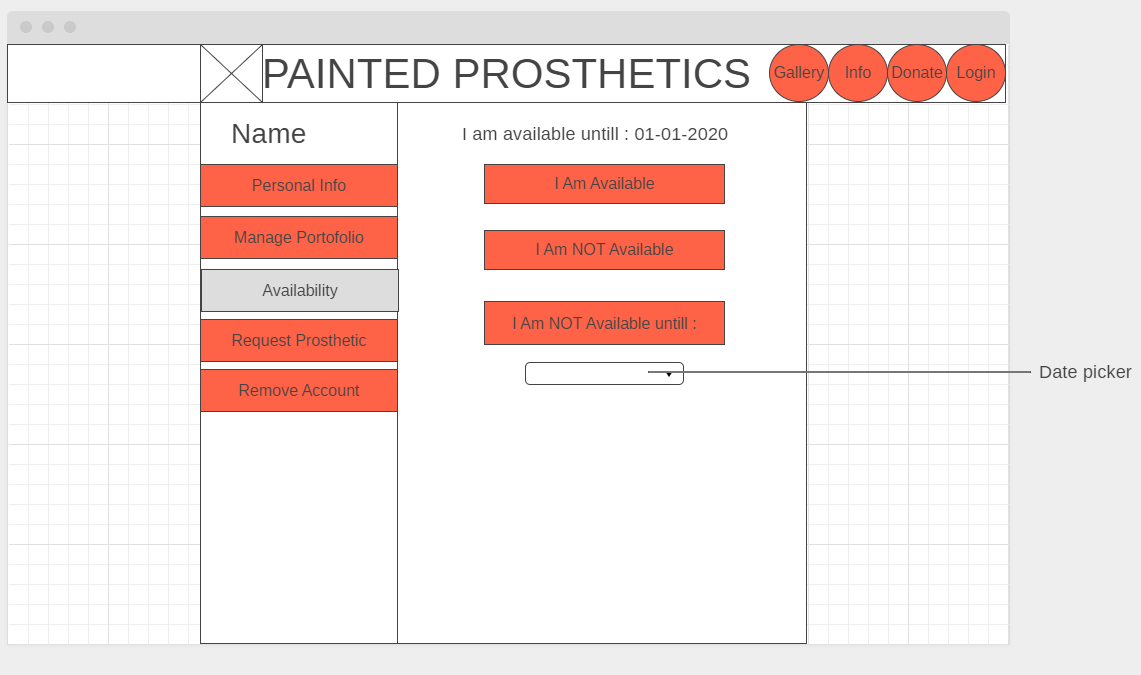 PAINTED PROSTHETICS
Gallery
Info
Donate
Login
Name
Personal Info
Manage Portofolio
Availability
Request Prosthetic
Remove Account
I am available untill : 01-01-2020
I Am Available
I Am NOT Available
I Am NOT Available untill :
Date picker